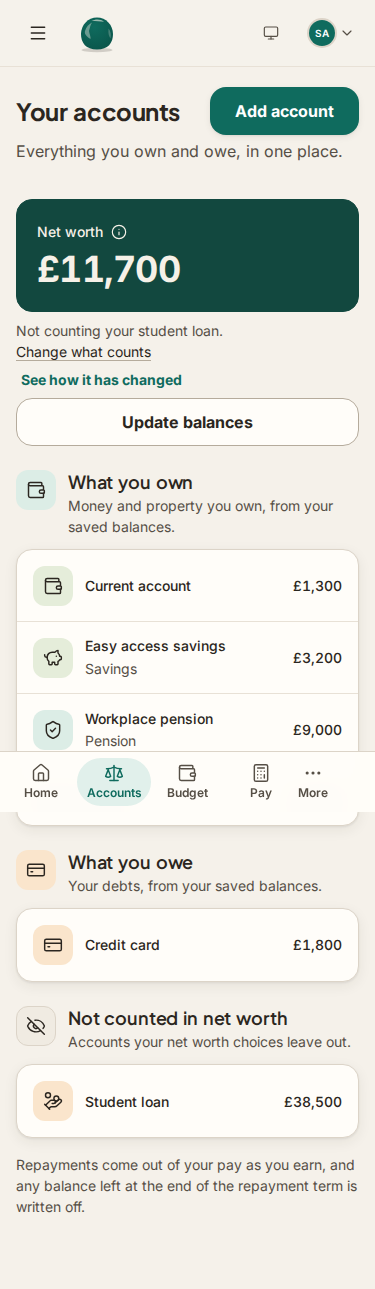 SA
Your accounts
Add account
Everything you own and owe, in one place.
Net worth
£11,700
Not counting your student loan.
Change what counts
See how it has changed
Update balances
What you own
Money and property you own, from your
saved balances.
Current account
£1,300
Easy access savings
Savings
£3,200
Workplace pension
Pension
£9,000
Home
Accounts
Budget
Pay
More
What you owe
Your debts, from your saved balances.
Credit card
£1,800
Not counted in net worth
Accounts your net worth choices leave out.
Student loan
£38,500
Repayments come out of your pay as you earn, and
any balance left at the end of the repayment term is
written off.